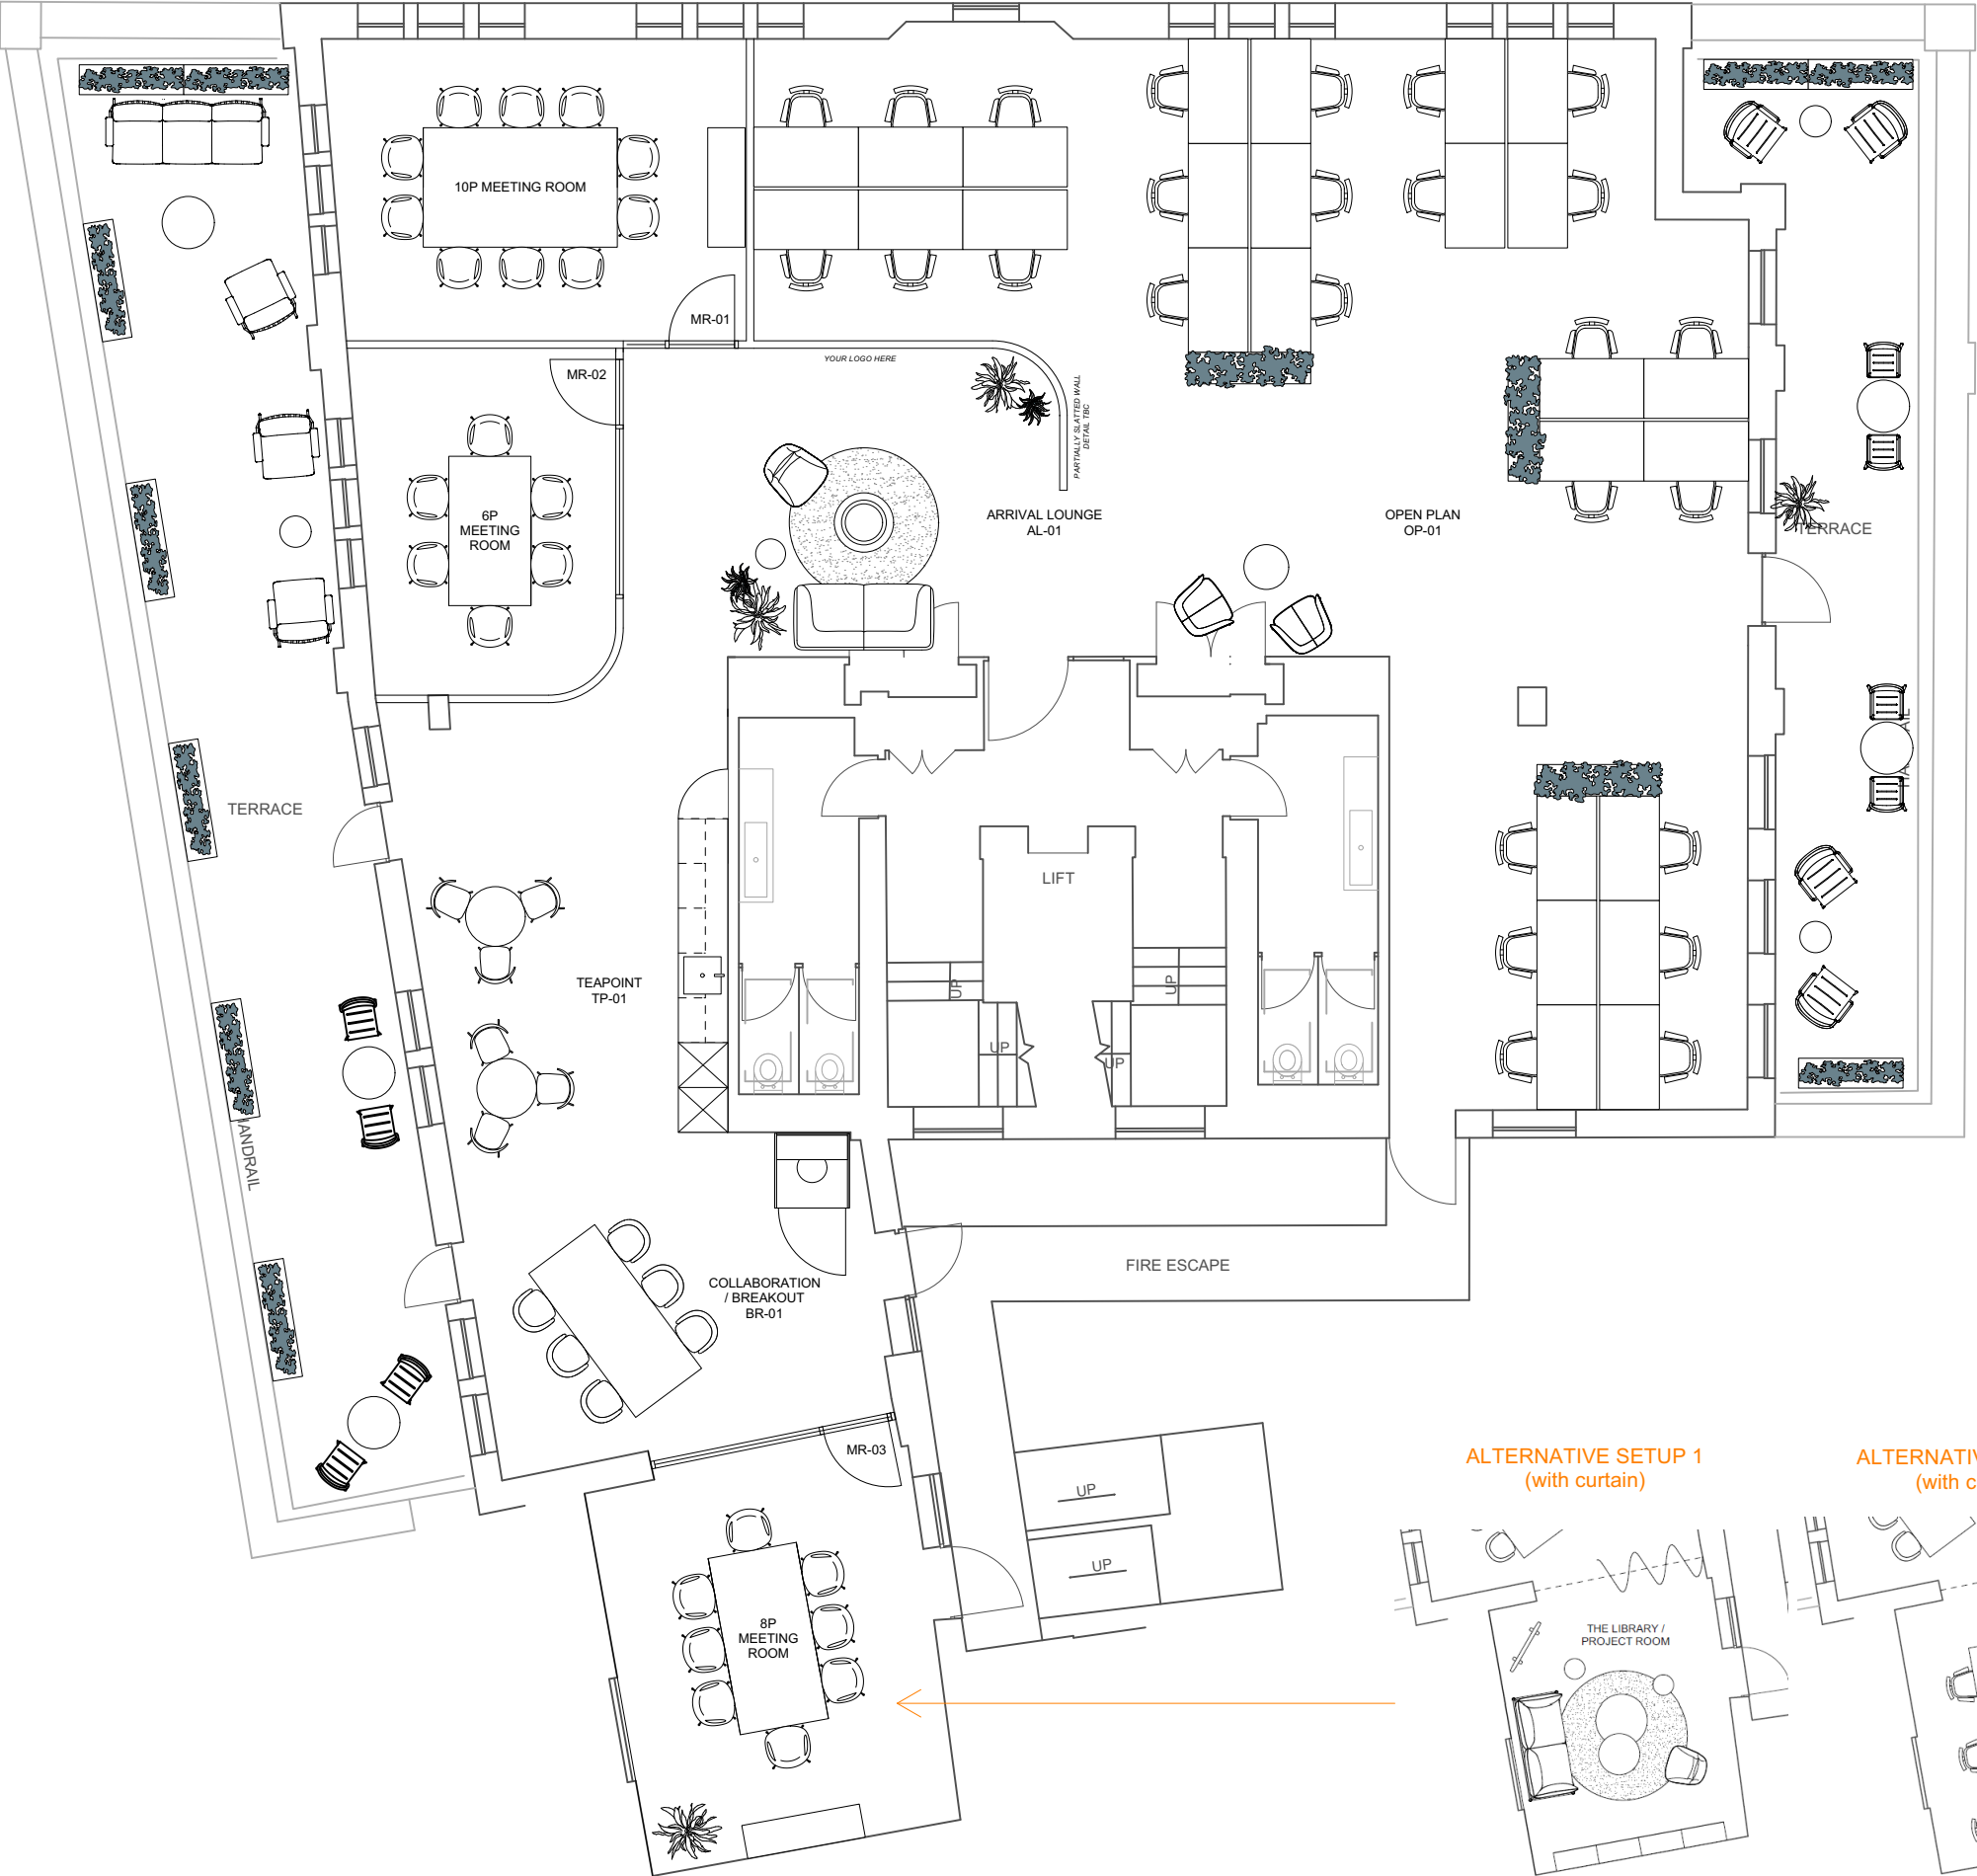 10P MEETING ROOM
MR-01
YOUR LOGO HERE
MR-02
PARTIALLY SLATTED WALL
DETAIL TBC
6P
MEETING
ROOM
ARRIVAL LOUNGE
AL-01
OPEN PLAN
OP-01
TERRACE
TERRACE
LIFT
TEAPOINT
TP-01
UP
UP
UP
UP
ANDRAIL
COLLABORATION
/ BREAKOUT
BR-01
FIRE ESCAPE
MR-03
UP
UP
8P
MEETING
ROOM
ALTERNATIVE SETUP 1
(with curtain)
THE LIBRARY /
PROJECT ROOM
ALTERNATIV
(with c